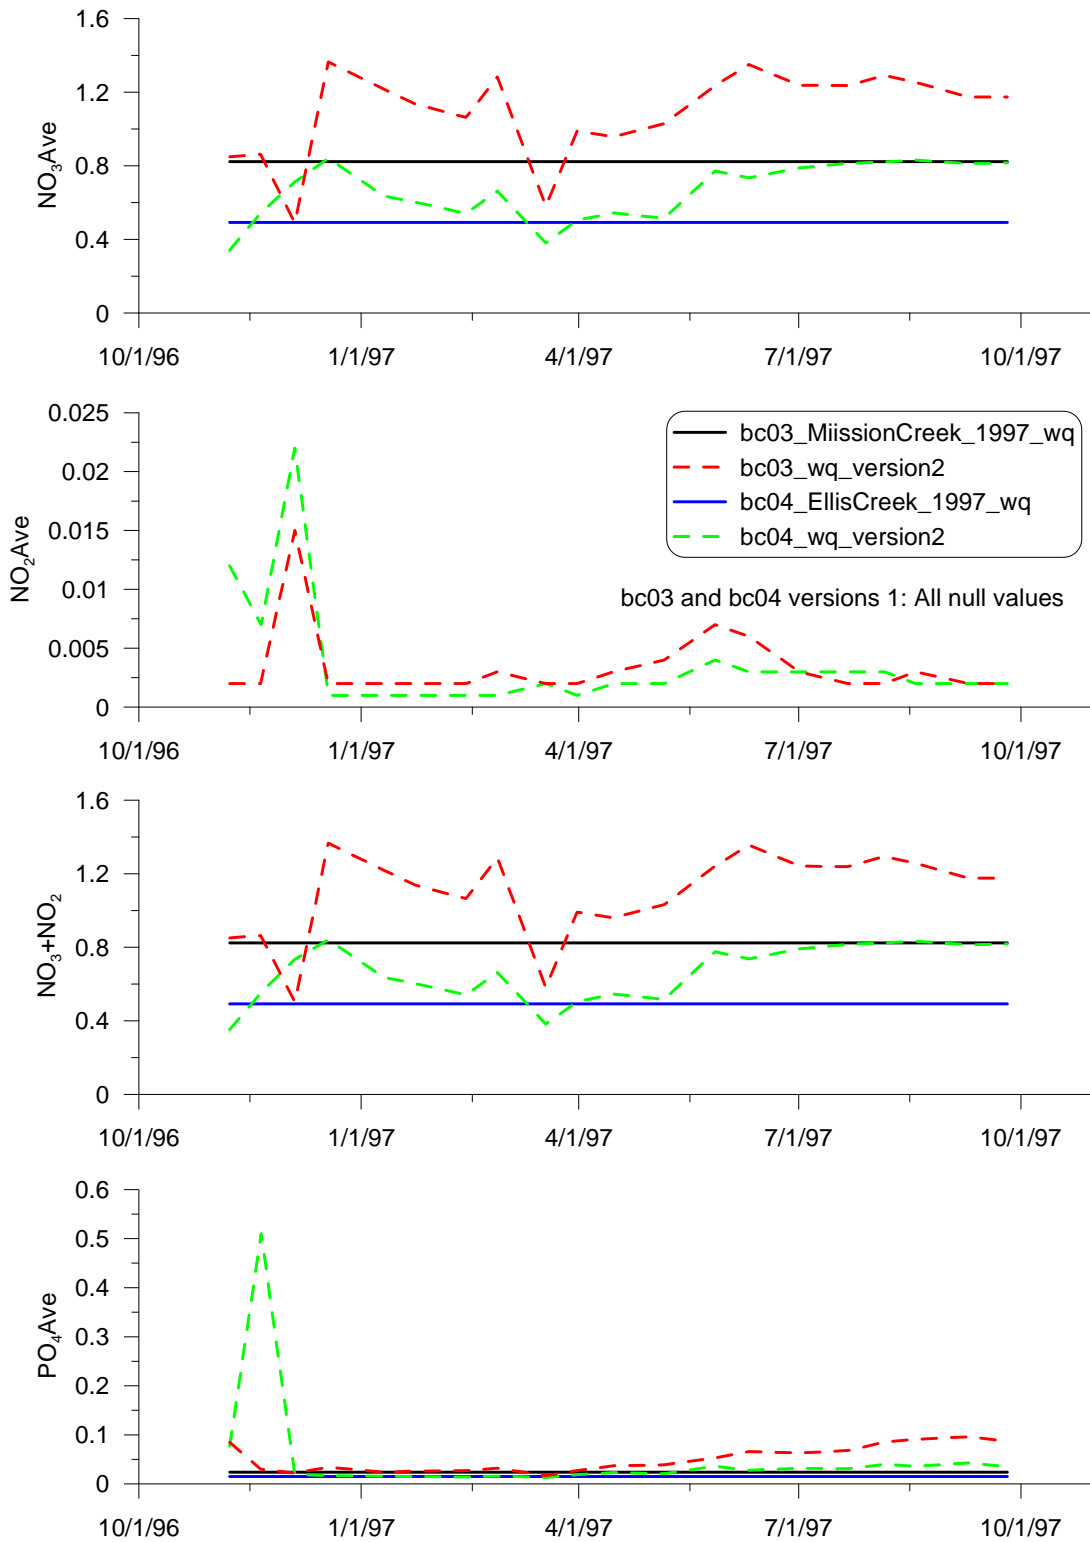 1.6
1.2
0.8
0.4
0
NO₃Ave
10/1/96 1/1/97 4/1/97 7/1/97 10/1/97
0.025
0.02
0.015
0.01
0.005
0
NO₂Ave
bc03_MiissionCreek_1997_wq
bc03_wq_version2
bc04_EllisCreek_1997_wq
bc04_wq_version2
bc03 and bc04 versions 1: All null values
10/1/96 1/1/97 4/1/97 7/1/97 10/1/97
1.6
1.2
0.8
0.4
0
NO₃+NO₂
10/1/96 1/1/97 4/1/97 7/1/97 10/1/97
0.6
0.5
0.4
0.3
0.2
0.1
0
PO₄Ave
10/1/96 1/1/97 4/1/97 7/1/97 10/1/97